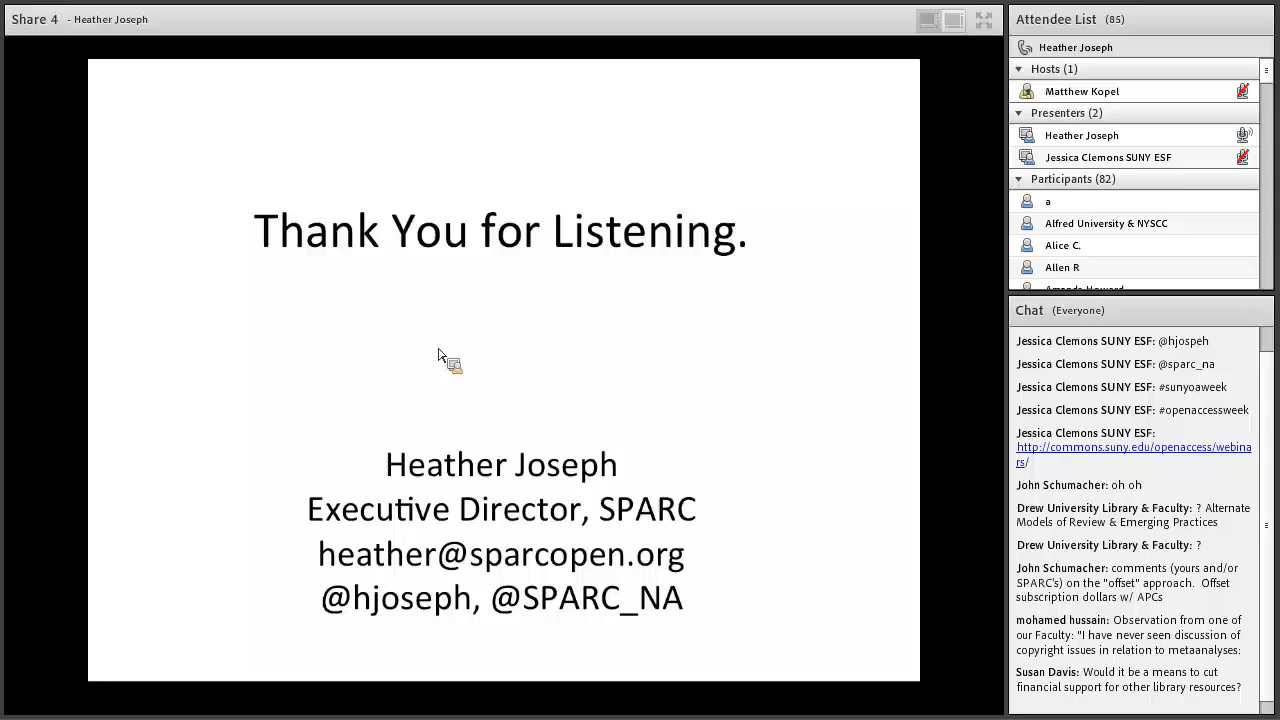 Share 4 - Heather Joseph
Thank You for Listening.
Heather Joseph
Executive Director, SPARC
heather@sparcopen.org
@hjoseph, @SPARC_NA
Attendee List (85)
Heather Joseph
Hosts (1)
Matthew Kopel
Presenters (2)
Heather Joseph
Jessica Clemons SUNY ESF
Participants (82)
a
Alfred University & NYSCC
Alice C.
Allen R
Chat (Everyone)
Jessica Clemons SUNY ESF: @hjospeh
Jessica Clemons SUNY ESF: @sparc_na
Jessica Clemons SUNY ESF: #sunyoaweek
Jessica Clemons SUNY ESF: #openaccessweek
Jessica Clemons SUNY ESF:
http://commons.suny.edu/openaccess/webina
rs/
John Schumacher: oh oh
Drew University Library & Faculty: ? Alternate
Models of Review & Emerging Practices
Drew University Library & Faculty: ?
John Schumacher: comments (yours and/or
SPARC's) on the "offset" approach. Offset
subscription dollars w/ APCs
mohamed hussain: Observation from one of
our Faculty: "I have never seen discussion of
copyright issues in relation to metaanalyses:
Susan Davis: Would it be a means to cut
financial support for other library resources?